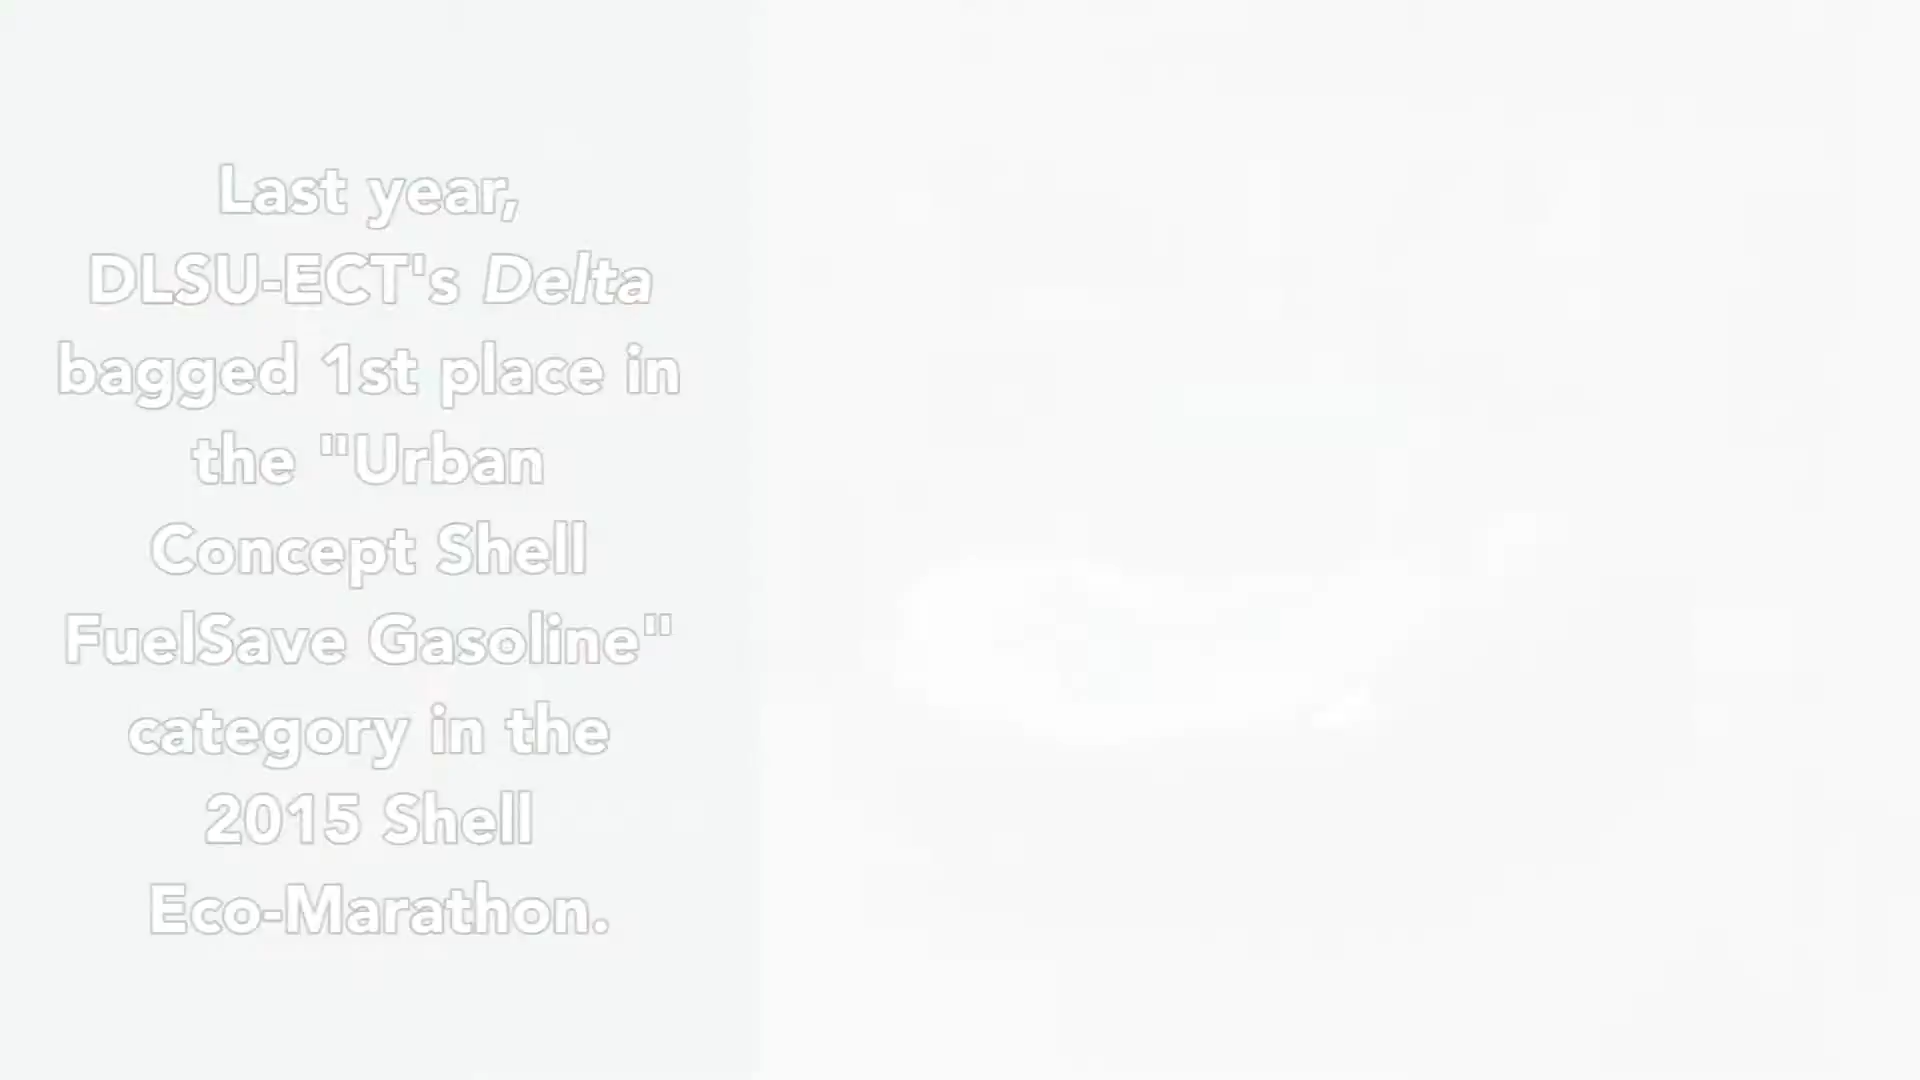 Last year,
DLSU-ECT's Delta
bagged 1st place in
the "Urban
Concept Shell
FuelSave Gasoline"
category in the
2015 Shell
Eco-Marathon.